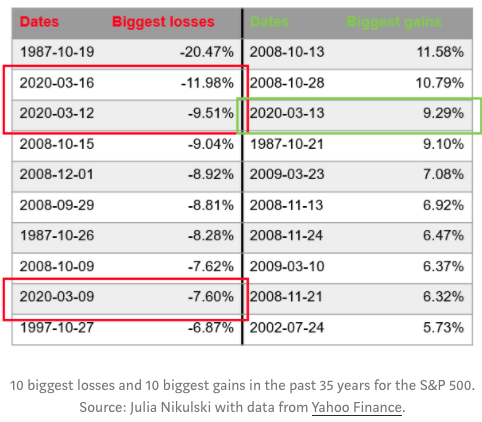 Dates Biggest losses Dates Biggest gains
1987-10-19 -20.47% 2008-10-13 11.58%
2020-03-16 -11.98% 2008-10-28 10.79%
2020-03-12 -9.51% 2020-03-13 9.29%
2008-10-15 -9.04% 1987-10-21 9.10%
2008-12-01 -8.92% 2009-03-23 7.08%
2008-09-29 -8.81% 2008-11-13 6.92%
1987-10-26 -8.28% 2008-11-24 6.47%
2008-10-09 -7.62% 2009-03-10 6.37%
2020-03-09 -7.60% 2008-11-21 6.32%
1997-10-27 -6.87% 2002-07-24 5.73%
10 biggest losses and 10 biggest gains in the past 35 years for the S&P 500.
Source: Julia Nikulski with data from Yahoo Finance.